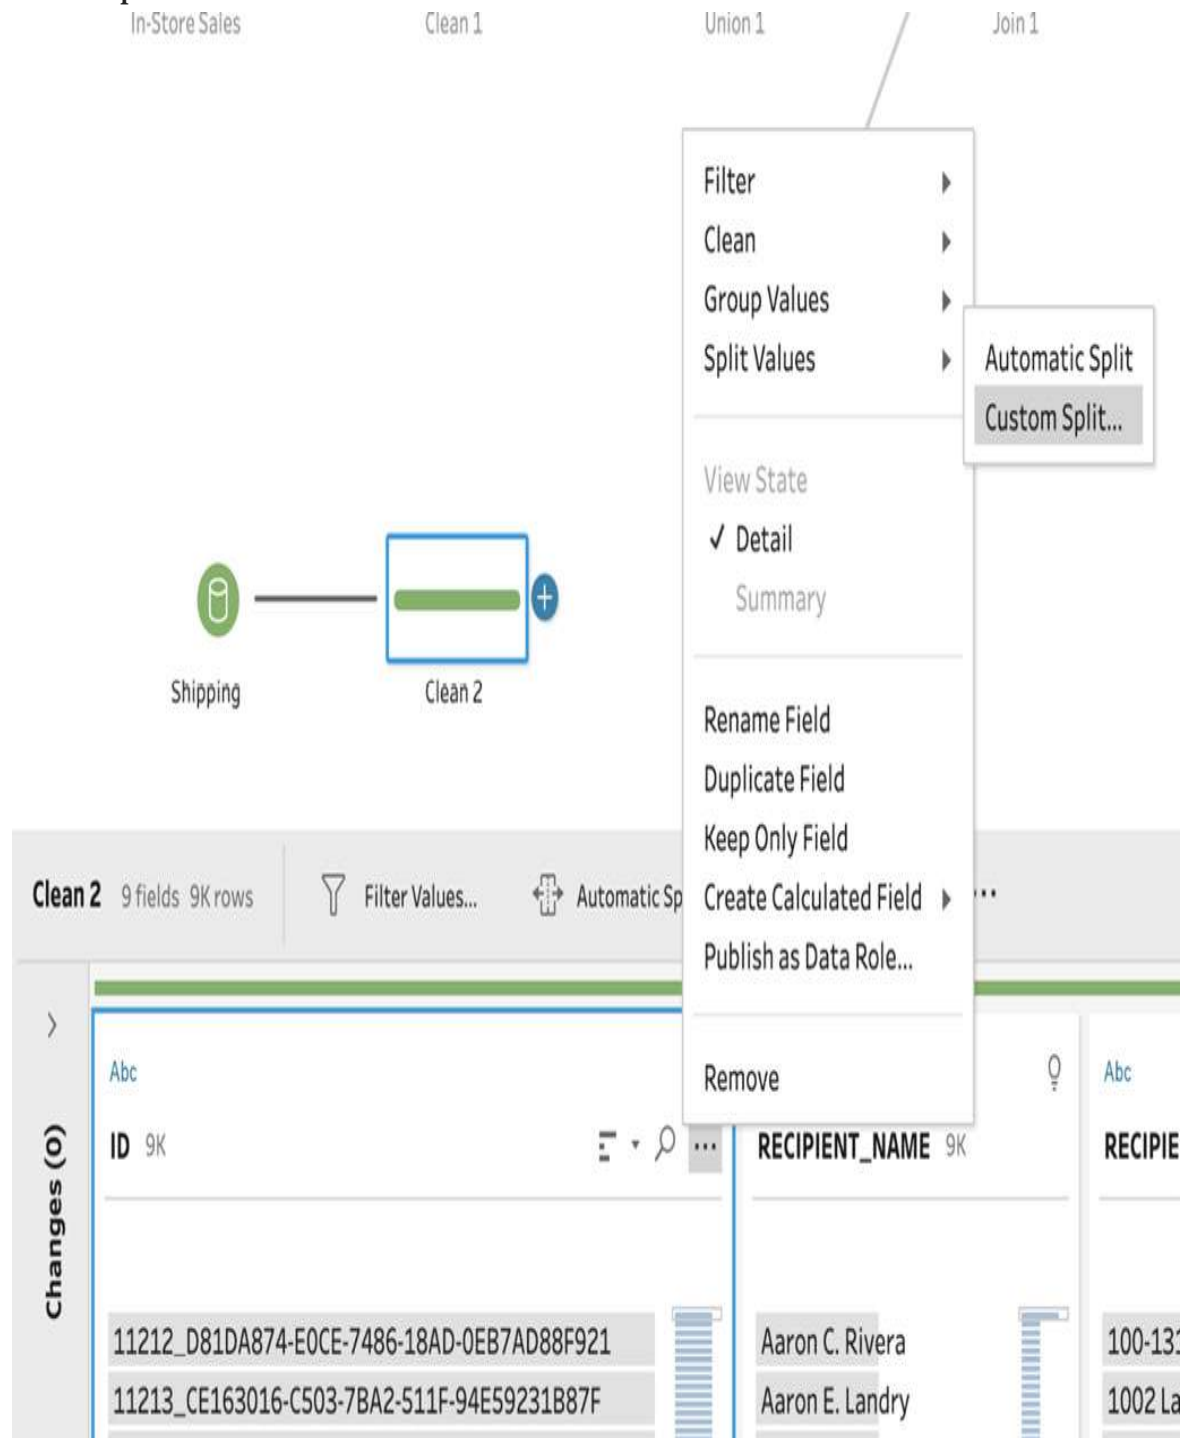 In-Store Sales
Clean 1
Union 1
Join 1
Filter
Clean
Group Values
Split Values
Automatic Split
Custom Split...
View State
✓ Detail
Summary
Shipping
Clean 2
Rename Field
Duplicate Field
Keep Only Field
Create Calculated Field
Publish as Data Role...
Remove
Clean 2 9 fields 9K rows
Filter Values...
Automatic Sp
...
Changes (0)
Abc
Abc
ID 9K
RECIPIENT_NAME 9K
RECIPIE
11212_D81DA874-E0CE-7486-18AD-0EB7AD88F921
Aaron C. Rivera
100-131
11213_CE163016-C503-7BA2-511F-94E59231B87F
Aaron E. Landry
1002 La